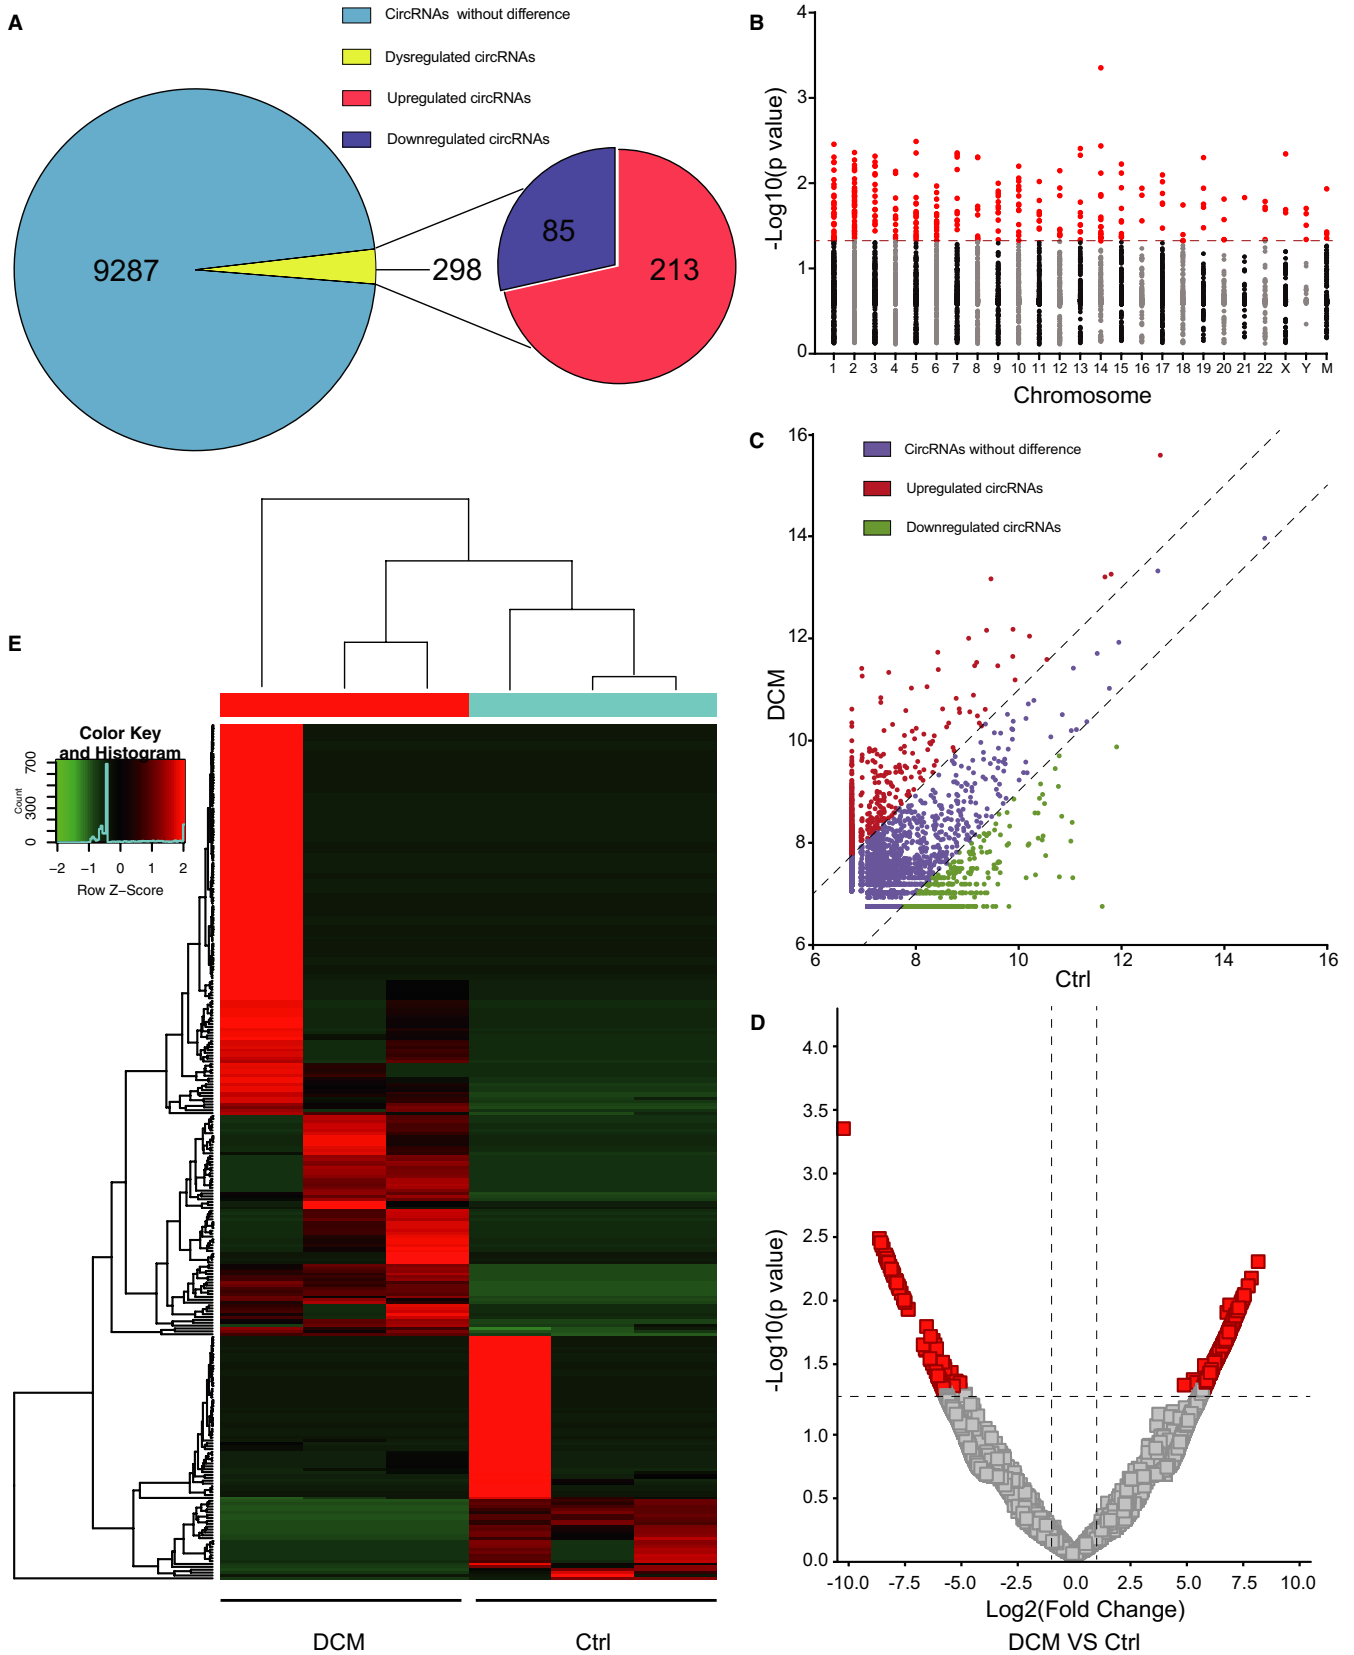 A
CircRNAs without difference
Dysregulated circRNAs
Upregulated circRNAs
Downregulated circRNAs
9287
298
85
213
B
-Log10(p value)
4
3
2
1
0
1 2 3 4 5 6 7 8 9 10 11 12 13 14 15 16 17 18 19 20 21 22 X Y M
Chromosome
C
CircRNAs without difference
Upregulated circRNAs
Downregulated circRNAs
DCM
16
14
12
10
8
6
6 8 10 12 14 16
Ctrl
D
-Log10(p value)
4.0
3.5
3.0
2.5
2.0
1.5
1.0
0.5
0.0
-10.0 -7.5 -5.0 -2.5 0.0 2.5 5.0 7.5 10.0
Log2(Fold Change)
DCM VS Ctrl
E
Color Key
and Histogram
Count
700
300
0
−2 −1 0 1 2
Row Z−Score
DCM
Ctrl